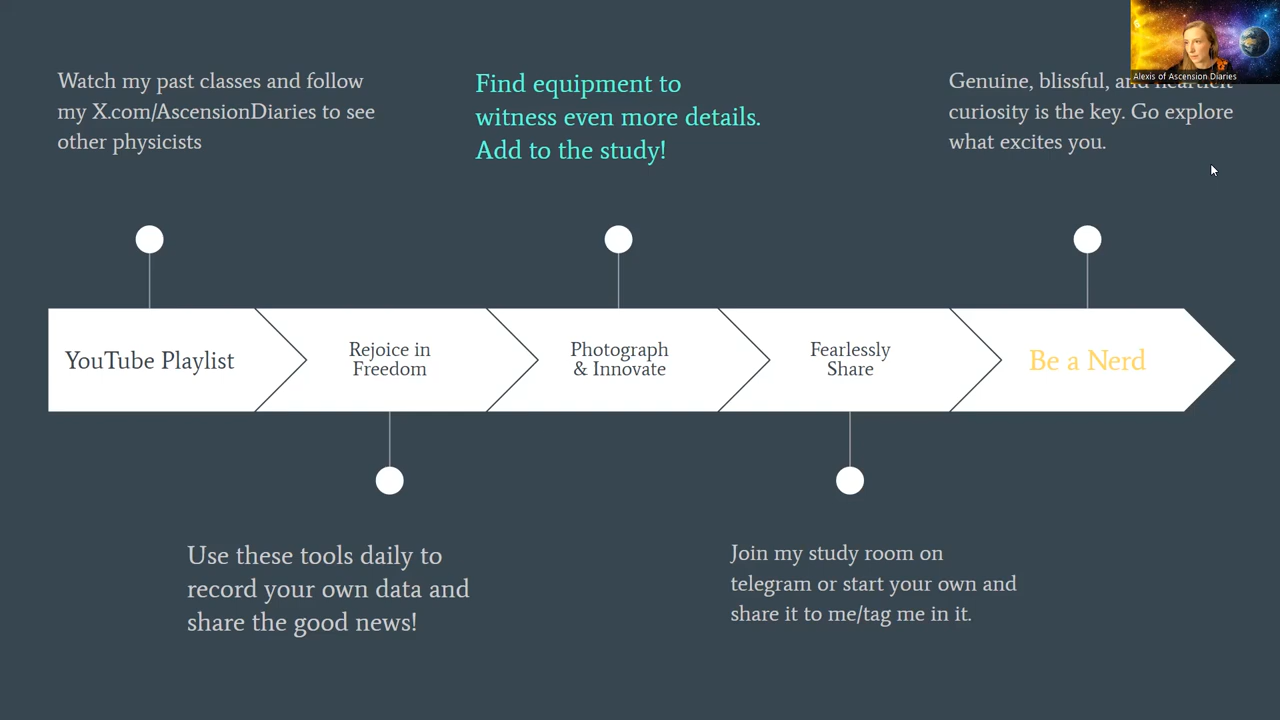 Alexis of Ascension Diaries
Watch my past classes and follow
my X.com/AscensionDiaries to see
other physicists
Find equipment to
witness even more details.
Add to the study!
Genuine, blissful, and heartfelt
curiosity is the key. Go explore
what excites you.
YouTube Playlist
Rejoice in
Freedom
Photograph
& Innovate
Fearlessly
Share
Be a Nerd
Use these tools daily to
record your own data and
share the good news!
Join my study room on
telegram or start your own and
share it to me/tag me in it.